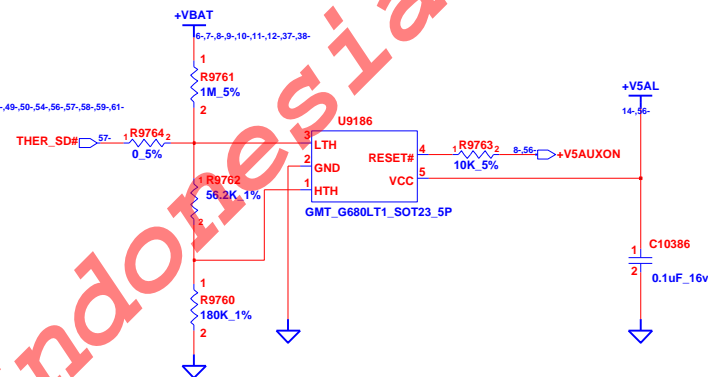 +VBAT
6-,7-,8-,9-,10-,11-,12-,37-,38-
1
R9761
1M_5%
2
+V5AL
14-,56-
,49-,50-,54-,56-,57-,58-,59-,61-
THER_SD#
57-
1 R9764 2
0_5%
U9186
3 LTH
2 GND
1 HTH
RESET# 4
VCC 5
GMT_G680LT1_SOT23_5P
1 R9763 2
10K_5%
8-,56-
+V5AUXON
1
R9762
56.2K_1%
2
1
R9760
180K_1%
2
1
C10386
2
0.1uF_16v
ndonesia